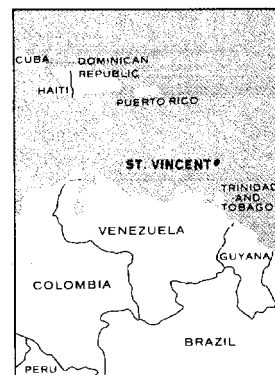 CUBA
DOMINICAN
REPUBLIC
HAITI
PUERTO RICO
ST. VINCENT
TRINIDAD
AND
TOBAGO
VENEZUELA
GUYANA
COLOMBIA
BRAZIL
PERU